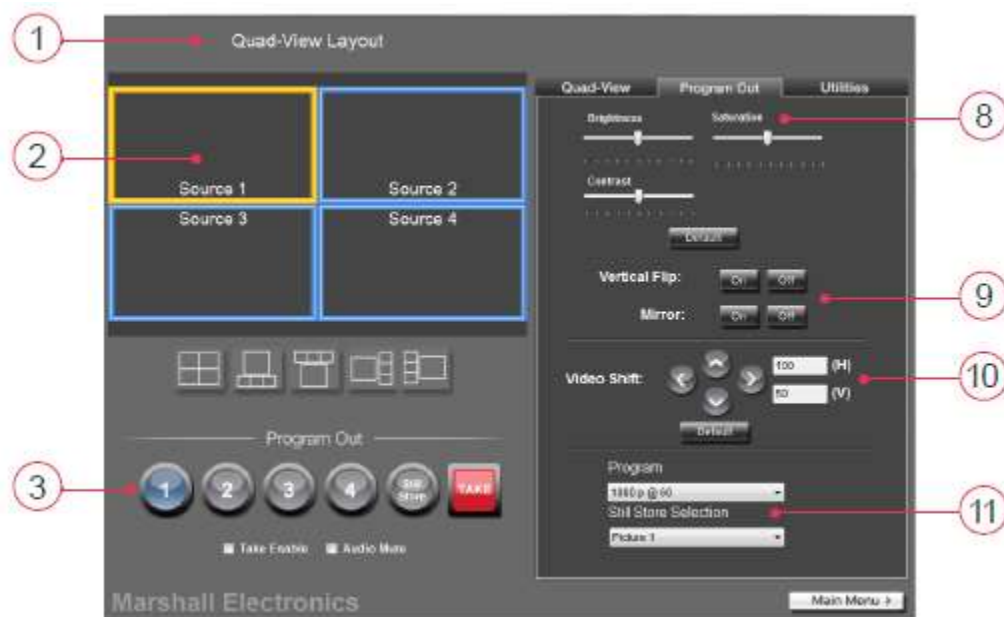 1
Quad-View Layout
2
Source 1
Source 2
Source 3
Source 4
Program Out
3
1
2
3
4
Still Store
TAKE
Take Enable
Audio Mute
Marshall Electronics
Quad-View
Program Out
Utilities
8
Brightness
Saturation
Contrast
Default
Vertical Flip:
On
Off
9
Mirror:
On
Off
Video Shift:
100
(H)
10
50
(V)
Default
Program
1080p @ 60
11
Still Store Selection
Picture 1
Main Menu